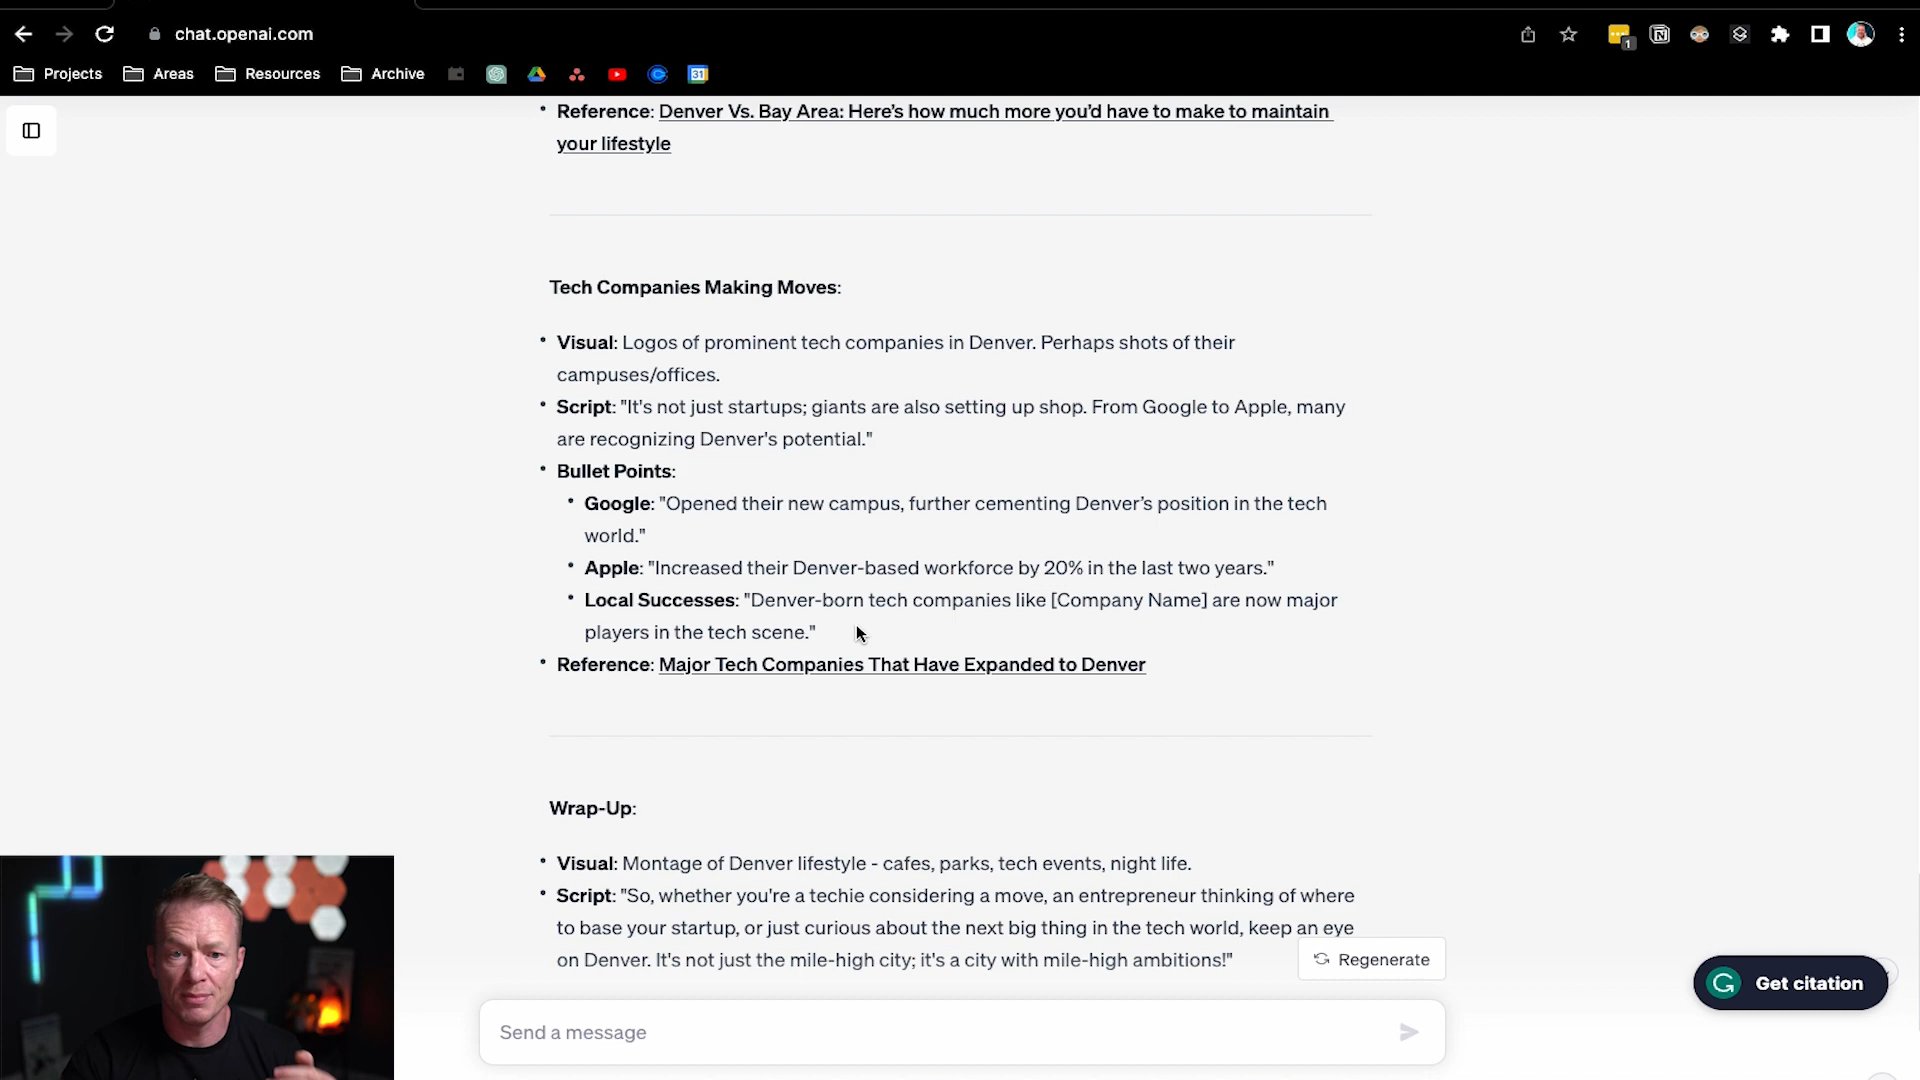 chat.openai.com
1
Projects
Areas
Resources
Archive
31
• Reference: Denver Vs. Bay Area: Here’s how much more you’d have to make to maintain
your lifestyle
Tech Companies Making Moves:
• Visual: Logos of prominent tech companies in Denver. Perhaps shots of their
campuses/offices.
• Script: "It's not just startups; giants are also setting up shop. From Google to Apple, many
are recognizing Denver's potential."
• Bullet Points:
• Google: "Opened their new campus, further cementing Denver’s position in the tech
world."
• Apple: "Increased their Denver-based workforce by 20% in the last two years."
• Local Successes: "Denver-born tech companies like [Company Name] are now major
players in the tech scene."
• Reference: Major Tech Companies That Have Expanded to Denver
Wrap-Up:
• Visual: Montage of Denver lifestyle - cafes, parks, tech events, night life.
• Script: "So, whether you're a techie considering a move, an entrepreneur thinking of where
to base your startup, or just curious about the next big thing in the tech world, keep an eye
on Denver. It's not just the mile-high city; it's a city with mile-high ambitions!"
Regenerate
Get citation
Send a message